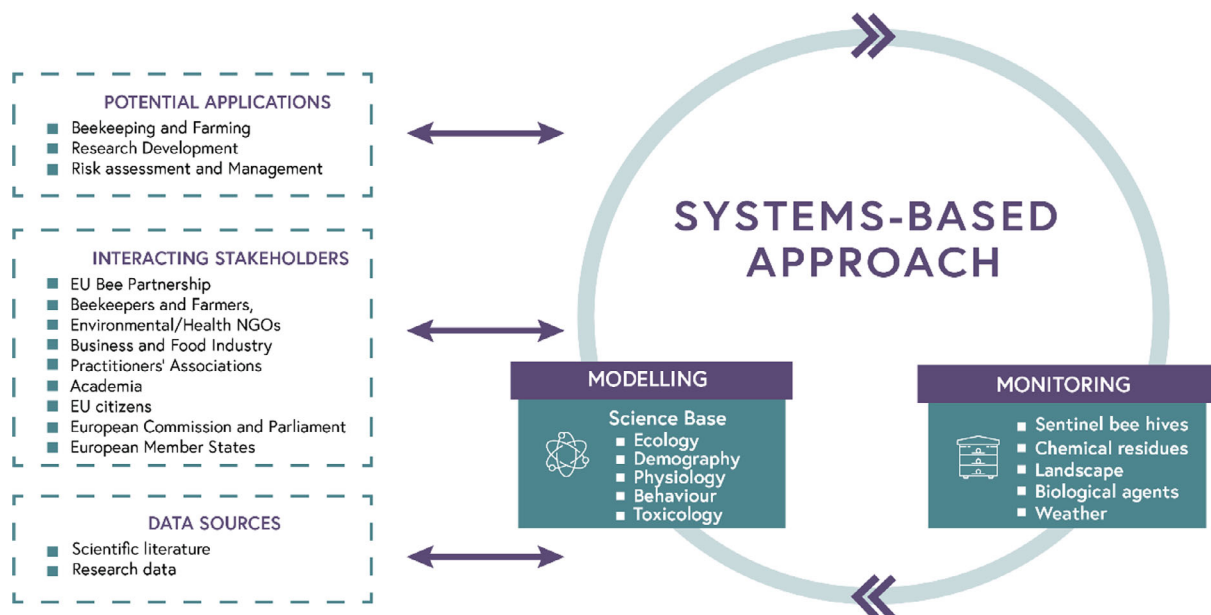 POTENTIAL APPLICATIONS
Beekeeping and Farming
Research Development
Risk assessment and Management
INTERACTING STAKEHOLDERS
EU Bee Partnership
Beekeepers and Farmers,
Environmental/Health NGOs
Business and Food Industry
Practitioners' Associations
Academia
EU citizens
European Commission and Parliament
European Member States
DATA SOURCES
Scientific literature
Research data
SYSTEMS-BASED
APPROACH
MODELLING
Science Base
Ecology
Demography
Physiology
Behaviour
Toxicology
MONITORING
Sentinel bee hives
Chemical residues
Landscape
Biological agents
Weather